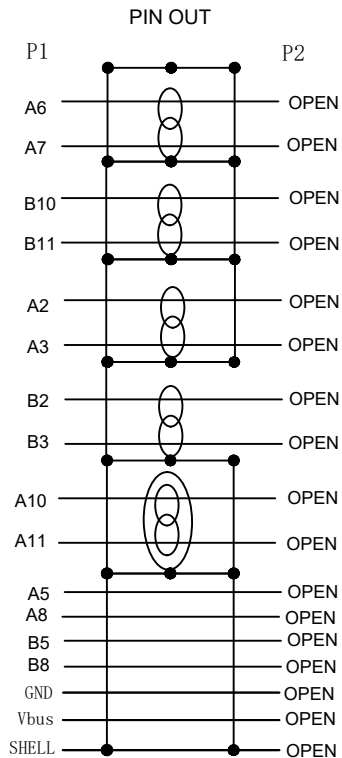 PIN OUT
P1 P2
A6 OPEN
A7 OPEN
B10 OPEN
B11 OPEN
A2 OPEN
A3 OPEN
B2 OPEN
B3 OPEN
A10 OPEN
A11 OPEN
A5 OPEN
A8 OPEN
B5 OPEN
B8 OPEN
GND OPEN
Vbus OPEN
SHELL OPEN